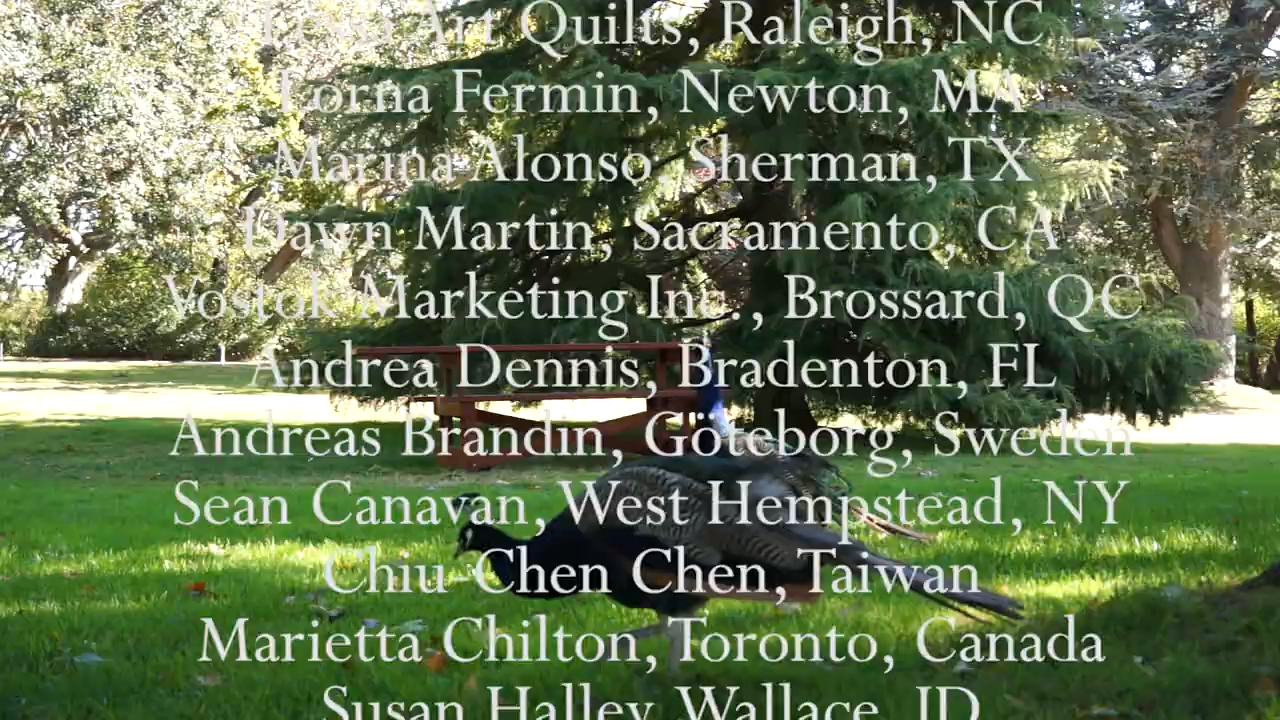 Art Quilts, Raleigh, NC
Lorna Fermin, Newton, MA
Marina Alonso, Sherman, TX
Dawn Martin, Sacramento, CA
Vostok Marketing Inc., Brossard, QC
Andrea Dennis, Bradenton, FL
Andreas Brandin, Göteborg, Sweden
Sean Canavan, West Hempstead, NY
Chiu-Chen Chen, Taiwan
Marietta Chilton, Toronto, Canada
Susan Halley, Wallace, ID